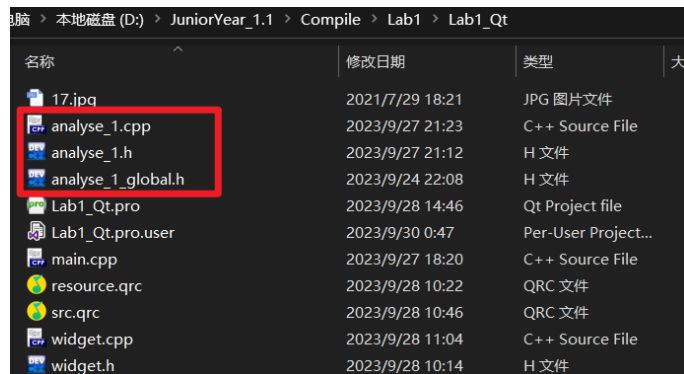 电脑 › 本地磁盘 (D:) › JuniorYear_1.1 › Compile › Lab1 › Lab1_Qt
名称 修改日期 类型 大
17.jpg 2021/7/29 18:21 JPG 图片文件
analyse_1.cpp 2023/9/27 21:23 C++ Source File
analyse_1.h 2023/9/27 21:12 H 文件
analyse_1_global.h 2023/9/24 22:08 H 文件
Lab1_Qt.pro 2023/9/28 14:46 Qt Project file
Lab1_Qt.pro.user 2023/9/30 0:47 Per-User Project...
main.cpp 2023/9/27 18:20 C++ Source File
resource.qrc 2023/9/28 10:22 QRC 文件
src.qrc 2023/9/28 10:46 QRC 文件
widget.cpp 2023/9/28 11:04 C++ Source File
widget.h 2023/9/28 10:14 H 文件